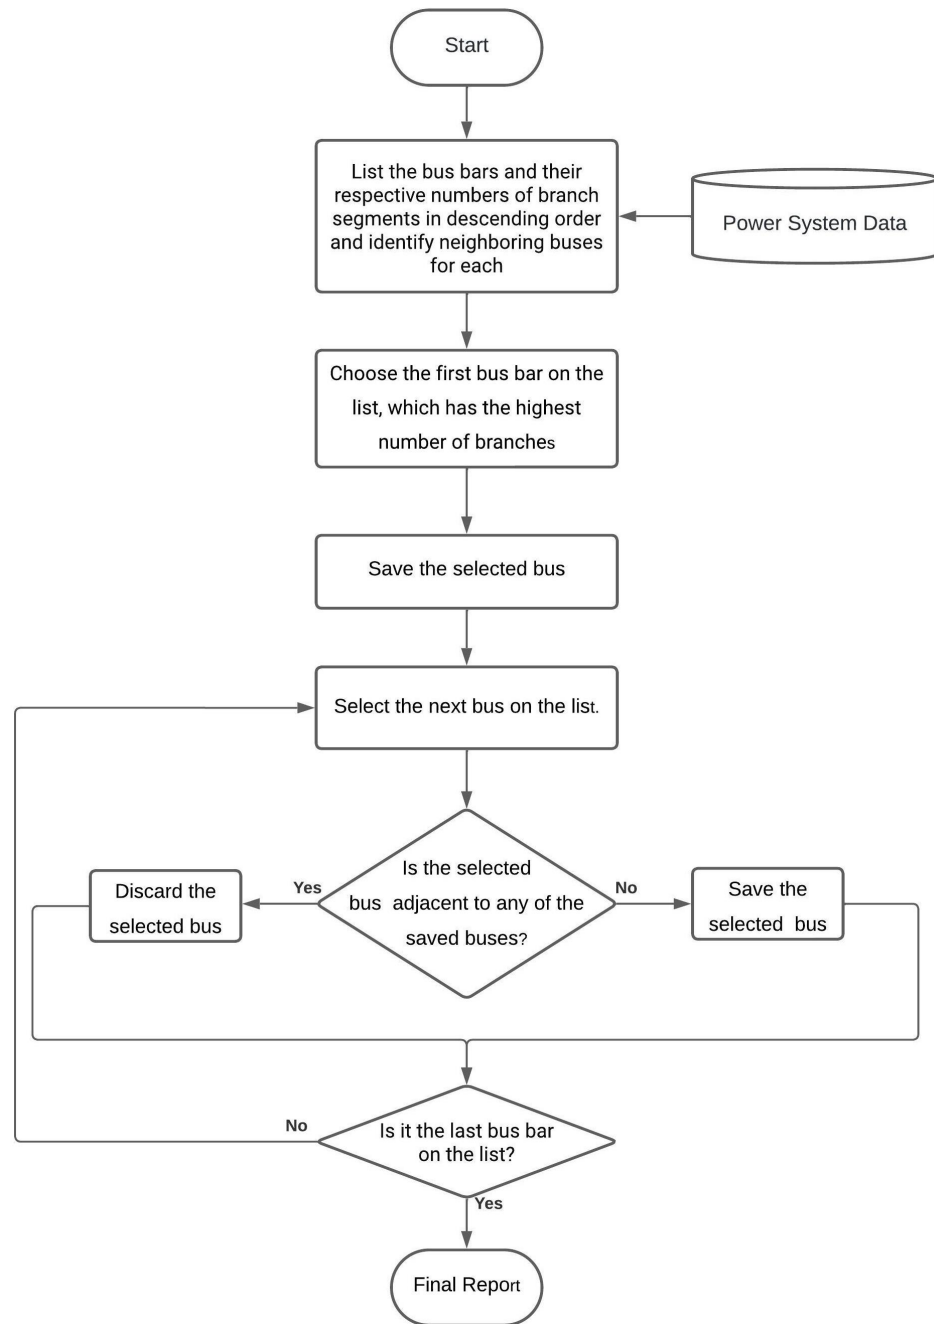 Start
List the bus bars and their
respective numbers of branch
segments in descending order
and identify neighboring buses
for each
Power System Data
Choose the first bus bar on the
list, which has the highest
number of branches
Save the selected bus
Select the next bus on the list.
Is the selected
bus adjacent to any of the
saved buses?
Yes
No
Discard the
selected bus
Save the
selected bus
Is it the last bus bar
on the list?
No
Yes
Final Report